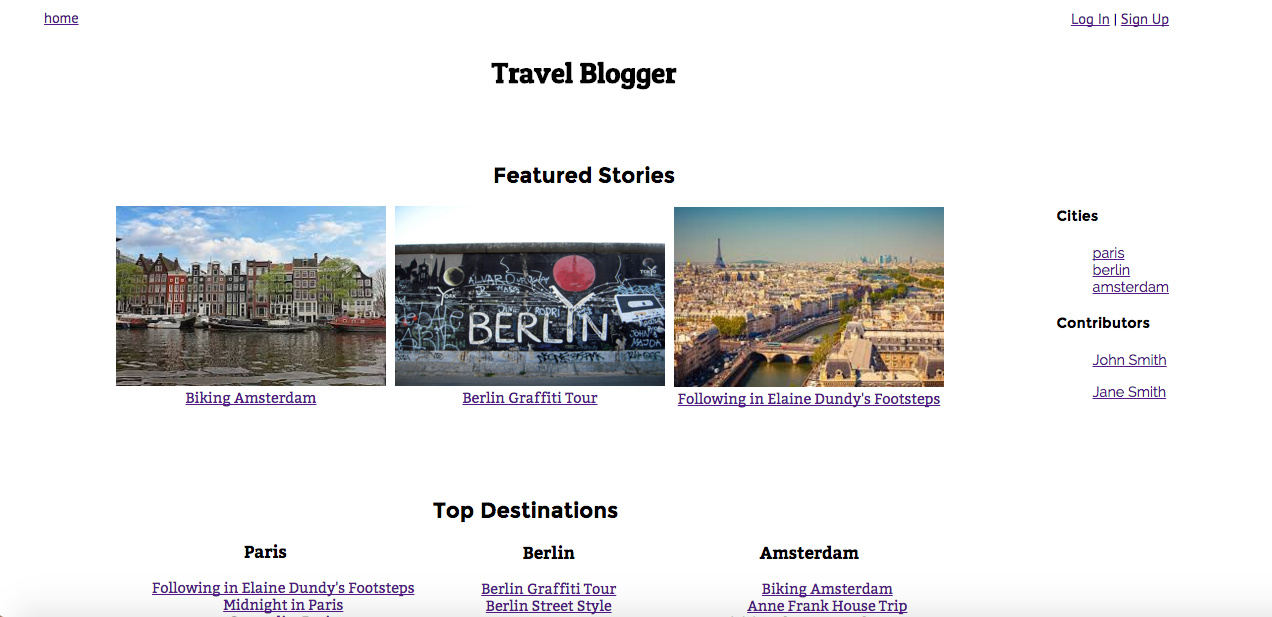 home
Log In | Sign Up
Travel Blogger
Featured Stories
BERLIN
Biking Amsterdam
Berlin Graffiti Tour
Following in Elaine Dundy's Footsteps
Cities
paris
berlin
amsterdam
Contributors
John Smith
Jane Smith
Top Destinations
Paris
Following in Elaine Dundy's Footsteps
Midnight in Paris
Berlin
Berlin Graffiti Tour
Berlin Street Style
Amsterdam
Biking Amsterdam
Anne Frank House Trip